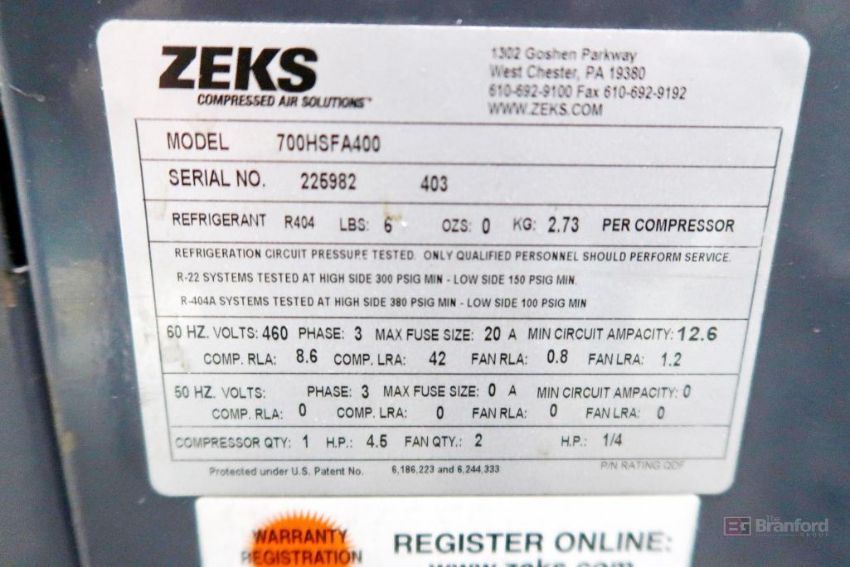 ZEKS
COMPRESSED AIR SOLUTIONS™
1302 Goshen Parkway
West Chester, PA 19380
610-692-9100 Fax 610-692-9192
WWW.ZEKS.COM
MODEL 700HSFA400
SERIAL NO. 225982 403
REFRIGERANT R404 LBS: 6 OZS: 0 KG: 2.73 PER COMPRESSOR
REFRIGERATION CIRCUIT PRESSURE TESTED. ONLY QUALIFIED PERSONNEL SHOULD PERFORM SERVICE.
R-22 SYSTEMS TESTED AT HIGH SIDE 300 PSIG MIN - LOW SIDE 150 PSIG MIN.
R-404A SYSTEMS TESTED AT HIGH SIDE 380 PSIG MIN - LOW SIDE 100 PSIG MIN
60 HZ. VOLTS: 460 PHASE: 3 MAX FUSE SIZE: 20 A MIN CIRCUIT AMPACITY: 12.6
COMP. RLA: 8.6 COMP. LRA: 42 FAN RLA: 0.8 FAN LRA: 1.2
50 HZ. VOLTS: PHASE: 3 MAX FUSE SIZE: 0 A MIN CIRCUIT AMPACITY: 0
COMP. RLA: 0 COMP. LRA: 0 FAN RLA: 0 FAN LRA: 0
COMPRESSOR QTY: 1 H.P.: 4.5 FAN QTY.: 2 H.P.: 1/4
Protected under U.S. Patent No. 6,186,223 and 6,244,333 P/N RATING QDF
WARRANTY
REGISTRATION
REGISTER ONLINE:
www.zeks.com
The
Branford
GROUP